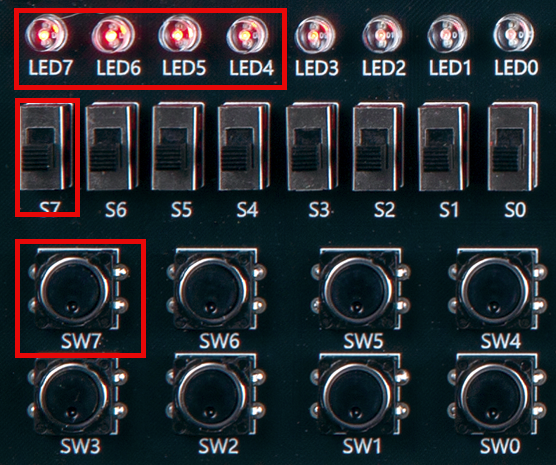 LED7 LED6 LED5 LED4 LED3 LED2 LED1 LED0
S7 S6 S5 S4 S3 S2 S1 S0
SW7 SW6 SW5 SW4
SW3 SW2 SW1 SW0